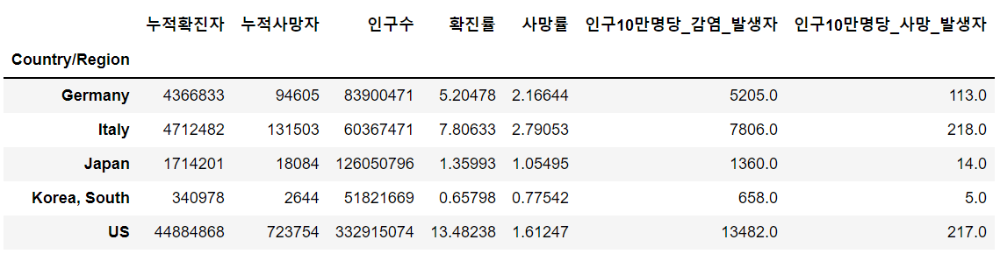 누적확진자 누적사망자 인구수 확진률 사망률 인구10만명당_감염_발생자 인구10만명당_사망_발생자
Country/Region
Germany 4366833 94605 83900471 5.20478 2.16644 5205.0 113.0
Italy 4712482 131503 60367471 7.80633 2.79053 7806.0 218.0
Japan 1714201 18084 126050796 1.35993 1.05495 1360.0 14.0
Korea, South 340978 2644 51821669 0.65798 0.77542 658.0 5.0
US 44884868 723754 332915074 13.48238 1.61247 13482.0 217.0